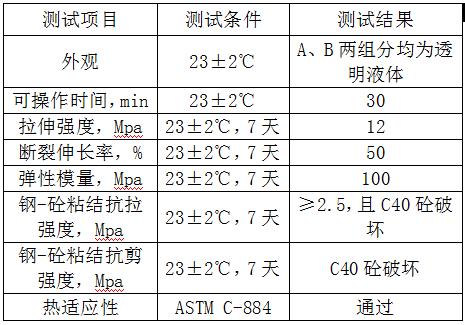 测试项目 测试条件 测试结果
外观 23±2℃ A、B 两组分均为透
明液体
可操作时间,min 23±2℃ 30
拉伸强度,Mpa 23±2℃,7 天 12
断裂伸长率,% 23±2℃,7 天 50
弹性模量,Mpa 23±2℃,7 天 100
钢-砼粘结抗拉
强度,Mpa 23±2℃,7 天 ≥2.5,且 C40 砼破
坏
钢-砼粘结抗剪
强度,Mpa 23±2℃,7 天 C40 砼破坏
热适应性 ASTM C-884 通过